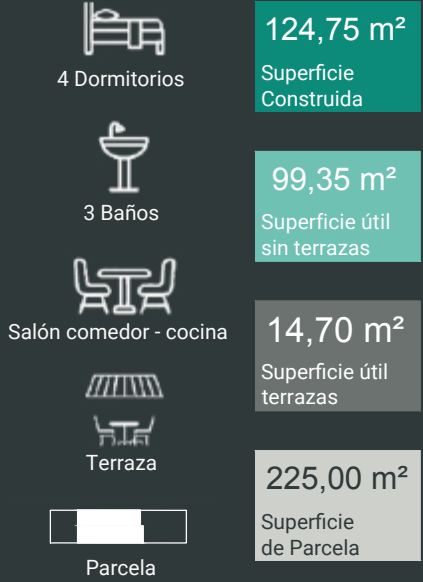 4 Dormitorios
3 Baños
Salón comedor - cocina
Terraza
Parcela
124,75 m²
Superficie
Construida
99,35 m²
Superficie útil
sin terrazas
14,70 m²
Superficie útil
terrazas
225,00 m²
Superficie
de Parcela